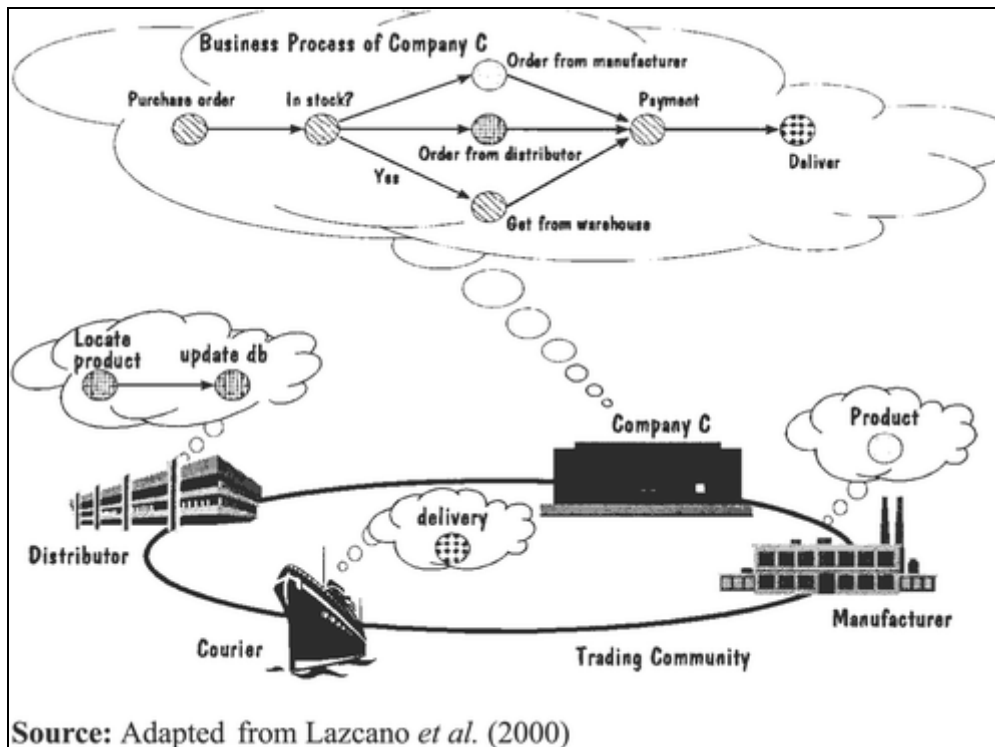 Business Process of Company C
Order from manufacturer
Purchase order
In stock?
Payment
Order from distributor
Deliver
Yes
Get from warehouse
Locate
product
update db
Company C
Product
delivery
Distributor
Manufacturer
Courier
Trading Community
Source: Adapted from Lazcano et al. (2000)